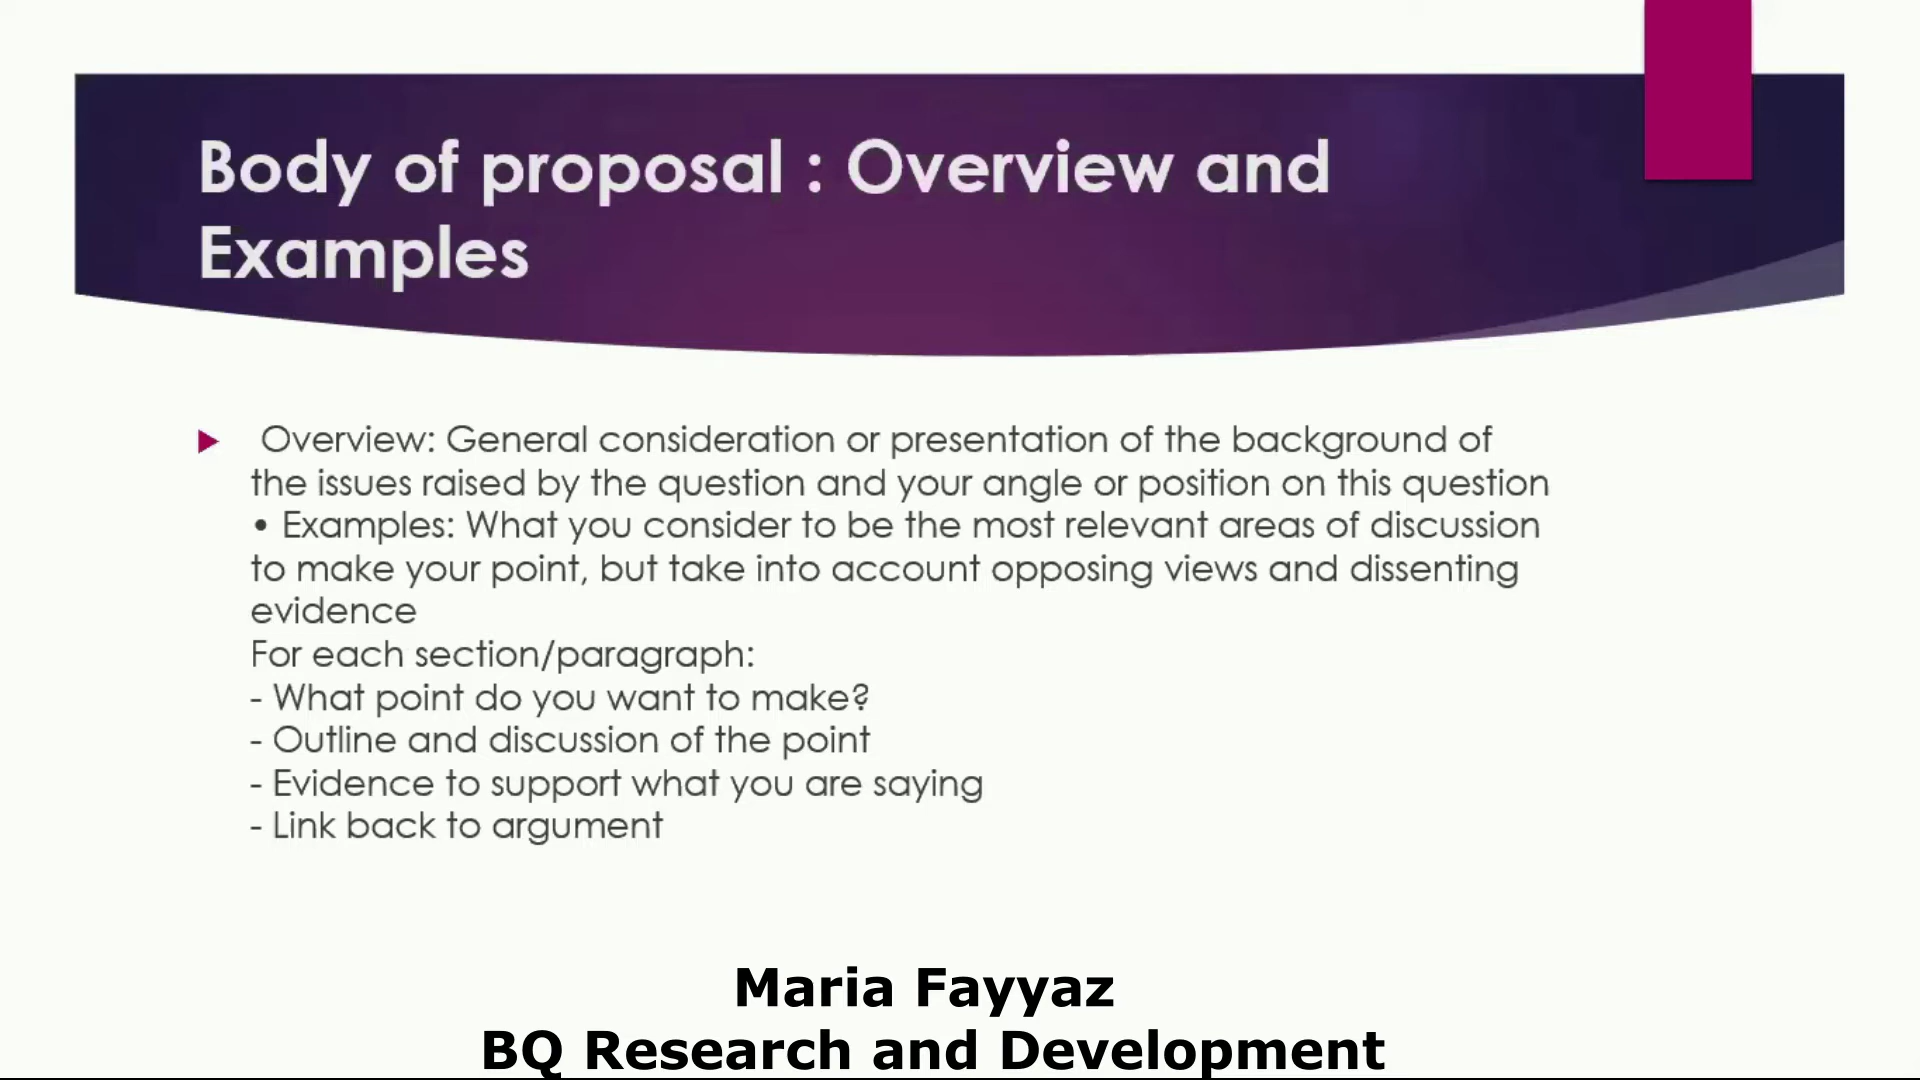 Body of proposal : Overview and
Examples
Overview: General consideration or presentation of the background of
the issues raised by the question and your angle or position on this question
• Examples: What you consider to be the most relevant areas of discussion
to make your point, but take into account opposing views and dissenting
evidence
For each section/paragraph:
- What point do you want to make?
- Outline and discussion of the point
- Evidence to support what you are saying
- Link back to argument
Maria Fayyaz
BQ Research and Development